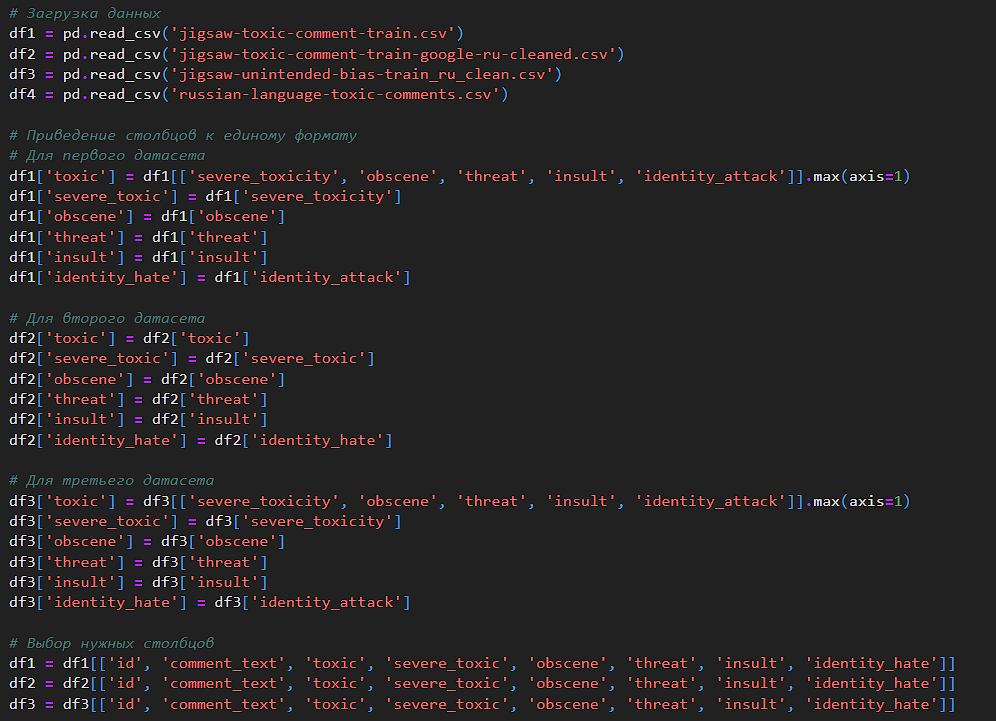 # Загрузка данных
df1 = pd.read_csv('jigsaw-toxic-comment-train.csv')
df2 = pd.read_csv('jigsaw-toxic-comment-train-google-ru-cleaned.csv')
df3 = pd.read_csv('jigsaw-unintended-bias-train_ru_clean.csv')
df4 = pd.read_csv('russian-language-toxic-comments.csv')

# Приведение столбцов к единому формату
# Для первого датасета
df1['toxic'] = df1[['severe_toxicity', 'obscene', 'threat', 'insult', 'identity_attack']].max(axis=1)
df1['severe_toxic'] = df1['severe_toxicity']
df1['obscene'] = df1['obscene']
df1['threat'] = df1['threat']
df1['insult'] = df1['insult']
df1['identity_hate'] = df1['identity_attack']

# Для второго датасета
df2['toxic'] = df2['toxic']
df2['severe_toxic'] = df2['severe_toxic']
df2['obscene'] = df2['obscene']
df2['threat'] = df2['threat']
df2['insult'] = df2['insult']
df2['identity_hate'] = df2['identity_hate']

# Для третьего датасета
df3['toxic'] = df3[['severe_toxicity', 'obscene', 'threat', 'insult', 'identity_attack']].max(axis=1)
df3['severe_toxic'] = df3['severe_toxicity']
df3['obscene'] = df3['obscene']
df3['threat'] = df3['threat']
df3['insult'] = df3['insult']
df3['identity_hate'] = df3['identity_attack']

# Выбор нужных столбцов
df1 = df1[['id', 'comment_text', 'toxic', 'severe_toxic', 'obscene', 'threat', 'insult', 'identity_hate']]
df2 = df2[['id', 'comment_text', 'toxic', 'severe_toxic', 'obscene', 'threat', 'insult', 'identity_hate']]
df3 = df3[['id', 'comment_text', 'toxic', 'severe_toxic', 'obscene', 'threat', 'insult', 'identity_hate']]